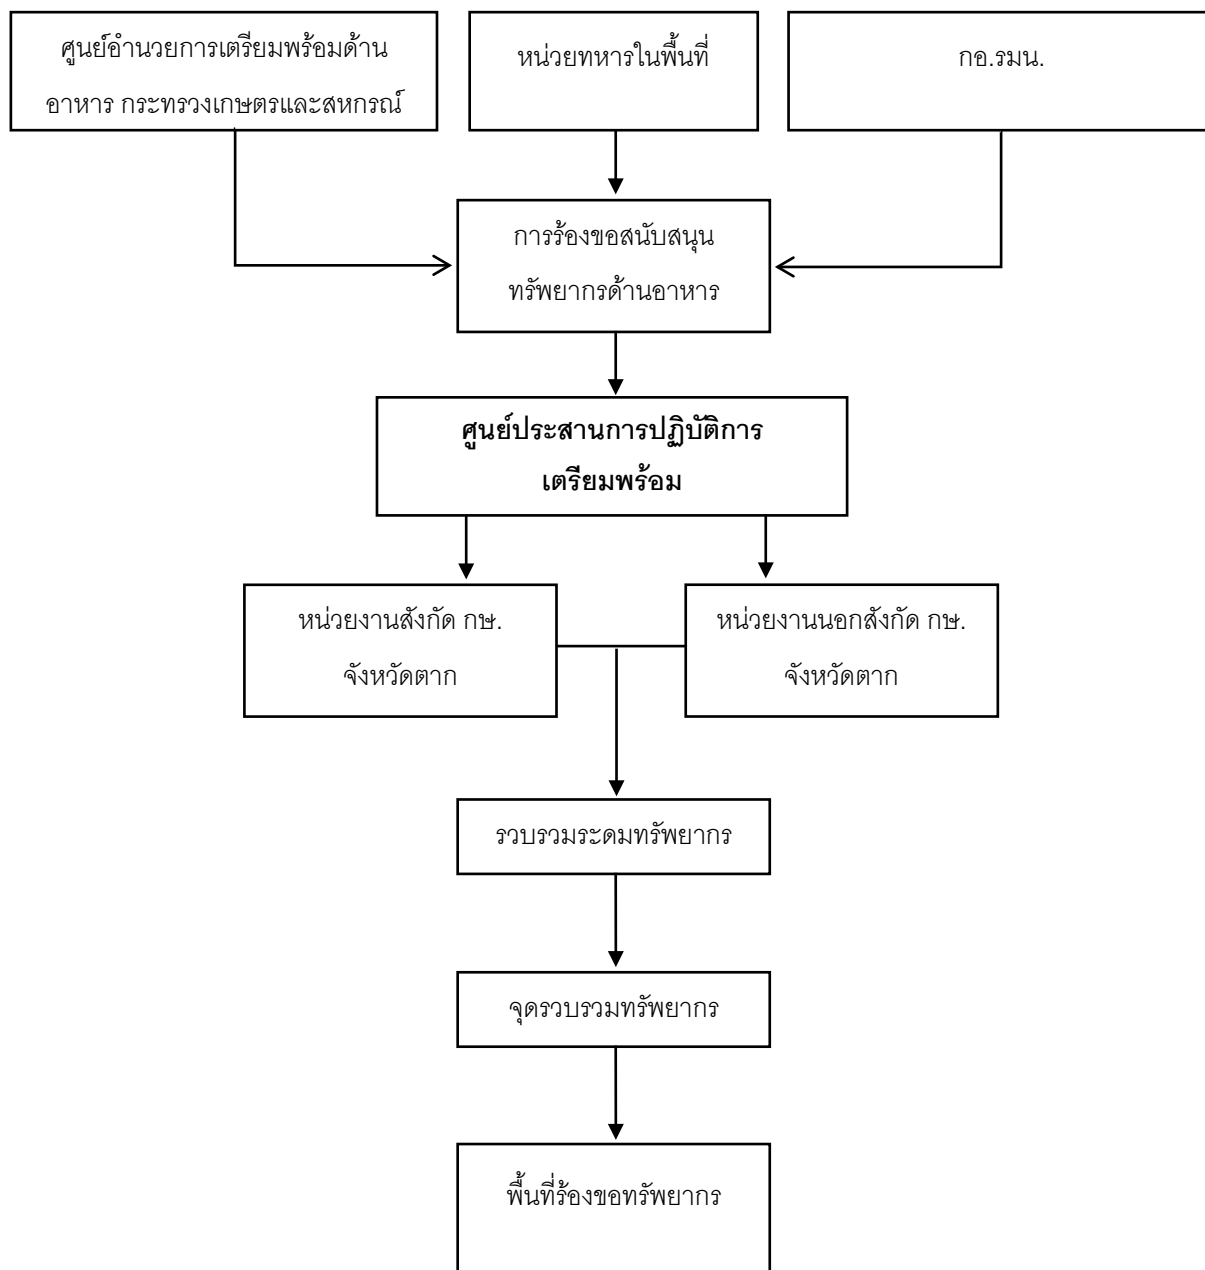 ศูนย์อำนวยการเตรียมพร้อมด้าน
อาหาร กระทรวงเกษตรและสหกรณ์
หน่วยทหารในพื้นที่
กอ.รมน.
การร้องขอสนับสนุน
ทรัพยากรด้านอาหาร
ศูนย์ประสานการปฏิบัติการ
เตรียมพร้อม
หน่วยงานสังกัด กษ.
จังหวัดตาก
หน่วยงานนอกสังกัด กษ.
จังหวัดตาก
รวบรวมระดมทรัพยากร
จุดรวบรวมทรัพยากร
พื้นที่ร้องขอทรัพยากร